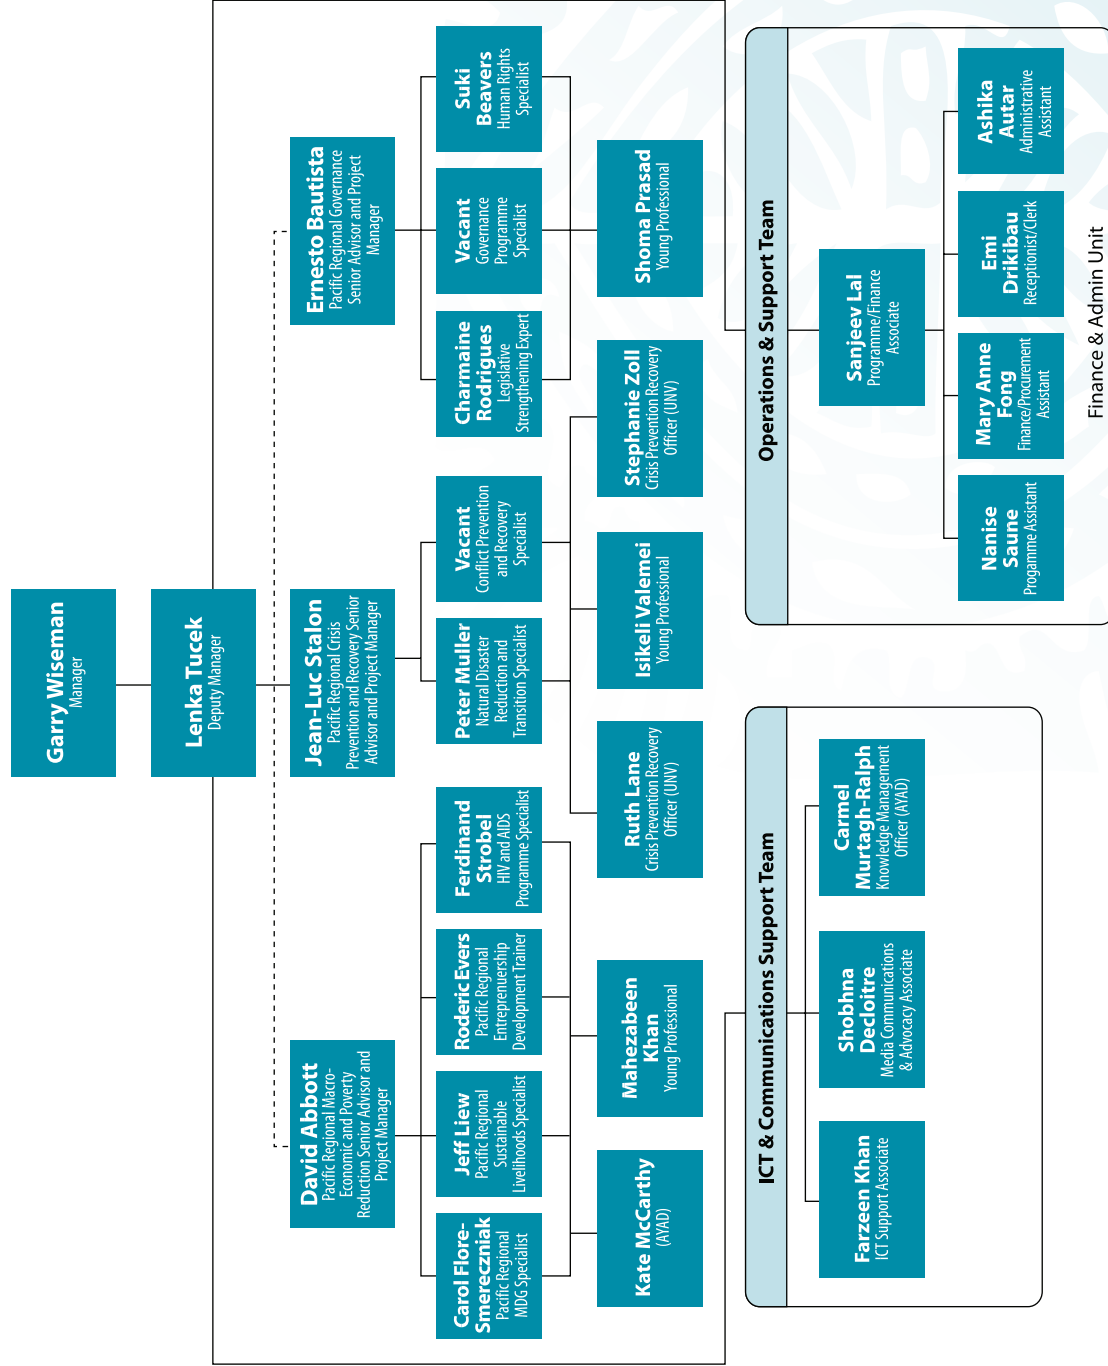 Garry Wiseman
Manager
Lenka Tucek
Deputy Manager
David Abbott
Pacific Regional Macro-
Economic and Poverty
Reduction Senior Advisor and
Project Manager
Jean-Luc Stalon
Pacific Regional Crisis
Prevention and Recovery Senior
Advisor and Project Manager
Ernesto Bautista
Pacific Regional Governance
Senior Advisor and Project
Manager
Carol Flore-
Smereczniak
Pacific Regional
MDG Specialist
Jeff Liew
Pacific Regional
Sustainable
Livelihoods Specialist
Roderic Evers
Pacific Regional
Entreprenuership
Development Trainer
Ferdinand
Strobel
HIV and AIDS
Programme Specialist
Peter Muller
Natural Disaster
Reduction and
Transition Specialist
Vacant
Conflict Prevention
and Recovery
Specialist
Charmaine
Rodrigues
Legislative
Strengthening Expert
Vacant
Governance
Programme
Specialist
Suki
Beavers
Human Rights
Specialist
Kate McCarthy
(AYAD)
Mahezabeen
Khan
Young Professional
Ruth Lane
Crisis Prevention Recovery
Officer (UNV)
Isikeli Valemei
Young Professional
Stephanie Zoll
Crisis Prevention Recovery
Officer (UNV)
Shoma Prasad
Young Professional
ICT & Communications Support Team
Farzeen Khan
ICT Support Associate
Shobhna
Decloitre
Media Communications
& Advocacy Associate
Carmel
Murtagh-Ralph
Knowledge Management
Officer (AYAD)
Operations & Support Team
Sanjeev Lal
Programme/Finance
Associate
Nanise
Saune
Progamme Assistant
Mary Anne
Fong
Finance/Procurement
Assistant
Emi
Drikibau
Receptionist/Clerk
Ashika
Autar
Administrative
Assistant
Finance & Admin Unit